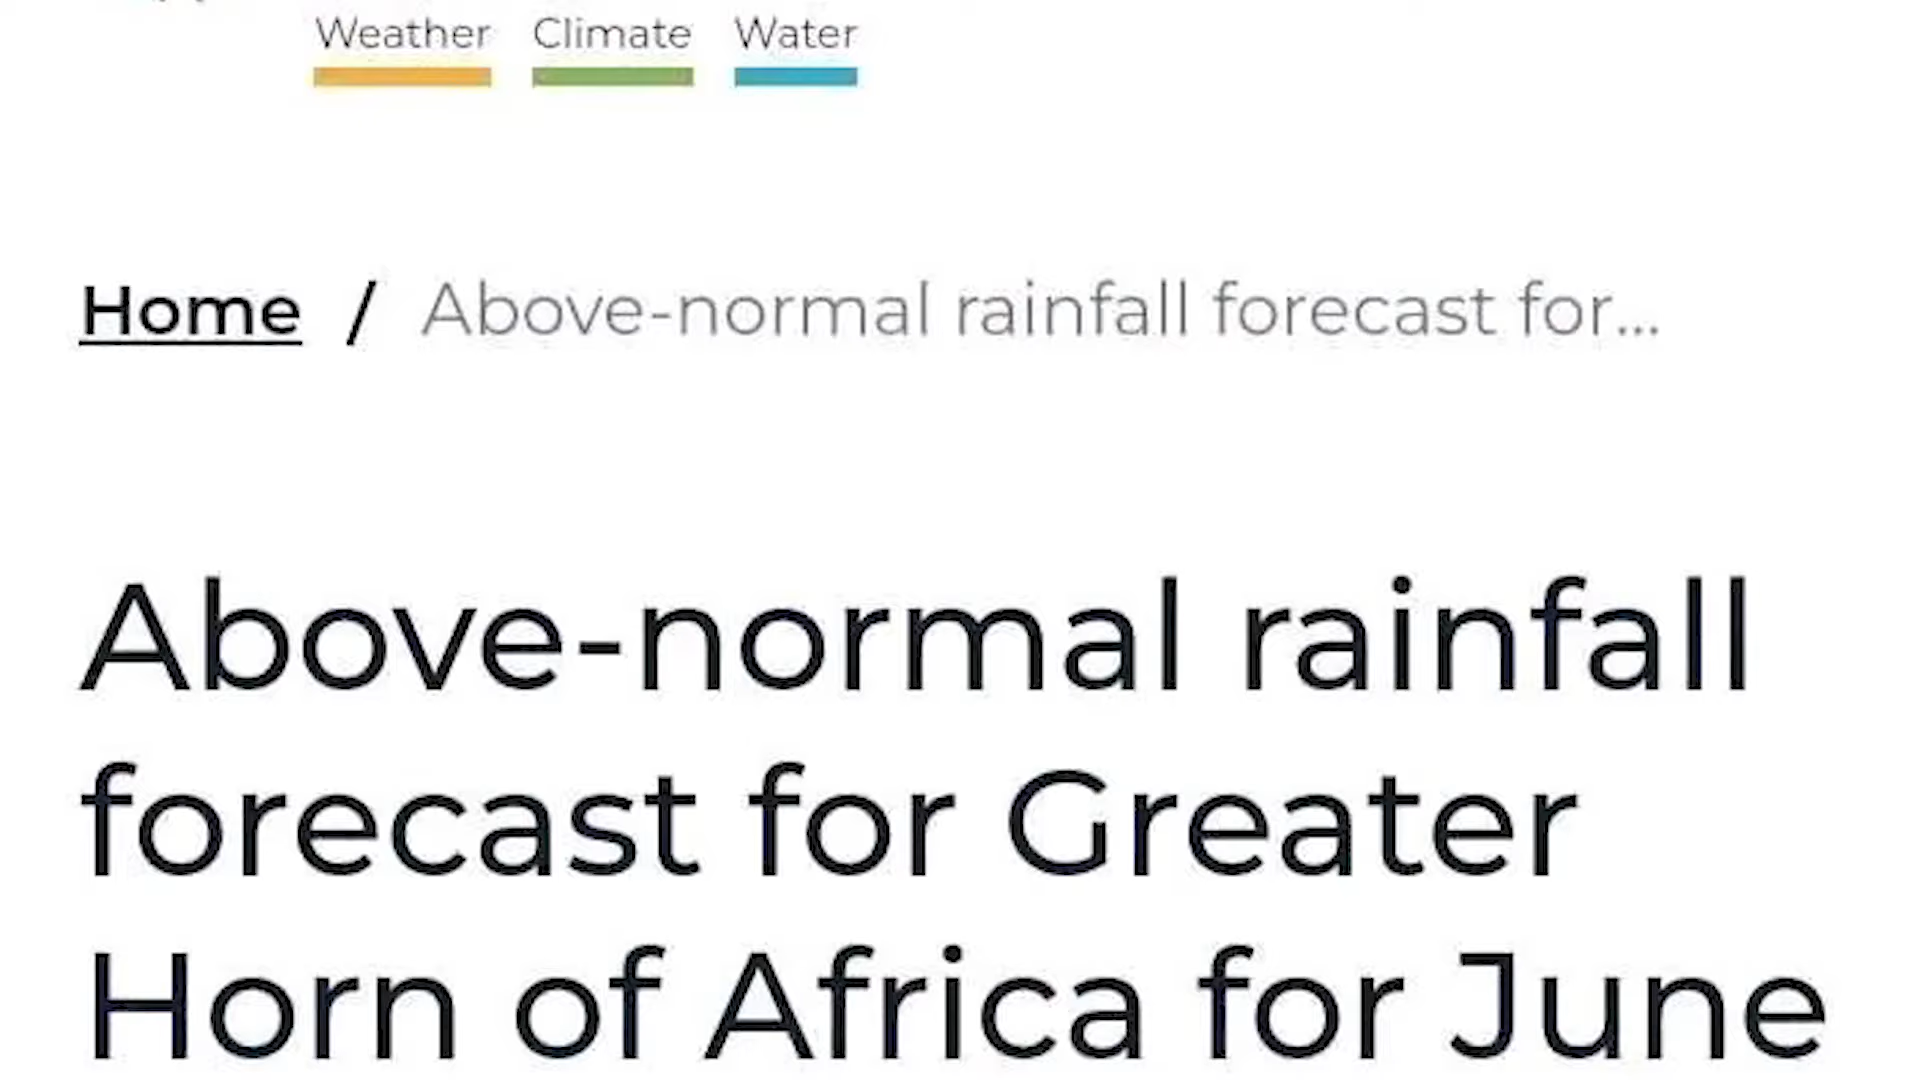 Weather Climate Water
Home / Above-normal rainfall forecast for...
Above-normal rainfall
forecast for Greater
Horn of Africa for June